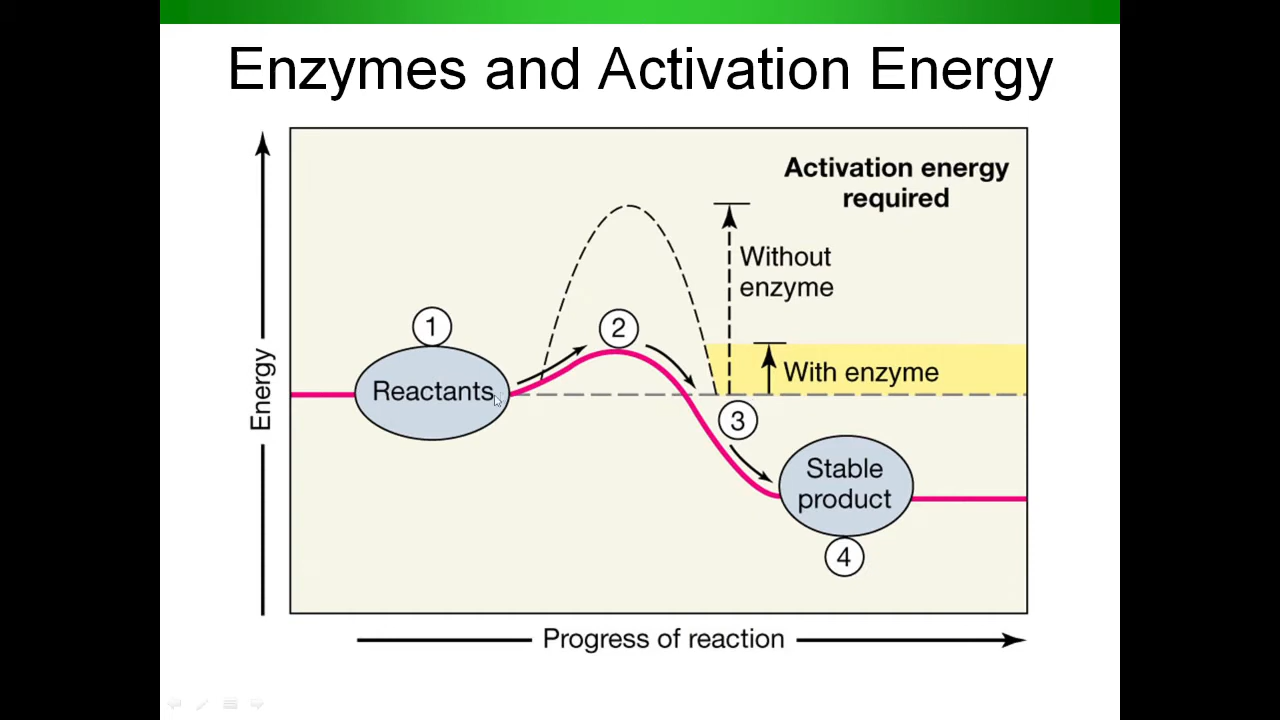 Enzymes and Activation Energy
Activation energy
required
Without
enzyme
1
2
Reactants
With enzyme
3
Stable
product
4
Energy
Progress of reaction